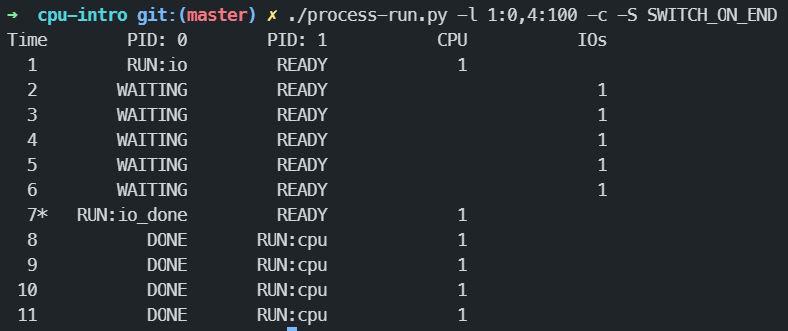 ➜  cpu-intro git:(master) ✗ ./process-run.py -l 1:0,4:100 -c -S SWITCH_ON_END
Time        PID: 0        PID: 1           CPU           IOs
  1         RUN:io         READY             1
  2        WAITING         READY                           1
  3        WAITING         READY                           1
  4        WAITING         READY                           1
  5        WAITING         READY                           1
  6        WAITING         READY                           1
  7*   RUN:io_done         READY             1
  8           DONE       RUN:cpu             1
  9           DONE       RUN:cpu             1
 10           DONE       RUN:cpu             1
 11           DONE       RUN:cpu             1